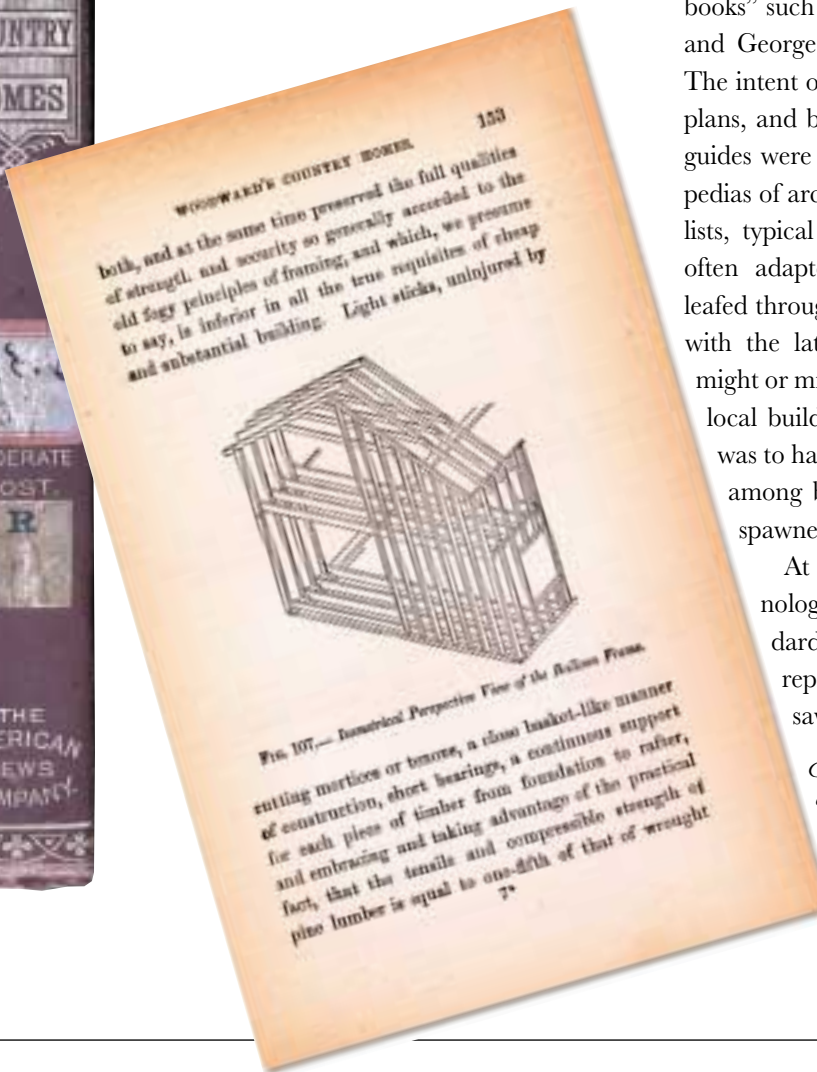 UNTRY
OMES
DERATE
OST.
R
THE
ERICAN
EWS
MPANY
WOODWARD'S COUNTRY HOMES. 153
both, and at the same time preserved the full qualities
of strength and security so generally acceded to the
old fogy principles of framing, and which, we presume
to say, is inferior in all the true requisites of cheap
and substantial building. Light sticks, uninjured by
FIG. 107.— Isometrical Perspective View of the Balloon Frame.
cutting mortices or tenons, a close basket-like manner
of construction, short bearings, a continuous support
for each piece of timber from foundation to rafter,
and embracing and taking advantage of the practical
fact, that the tensile and compressible strength of
pine lumber is equal to one-fifth of that of wrought
7*
books” such
and George
The intent o
plans, and b
guides were
pedias of arc
lists, typical
often adapt
leafed throug
with the lat
might or mi
local build
was to ha
among b
spawne
At
nolog
dard
rep
sav